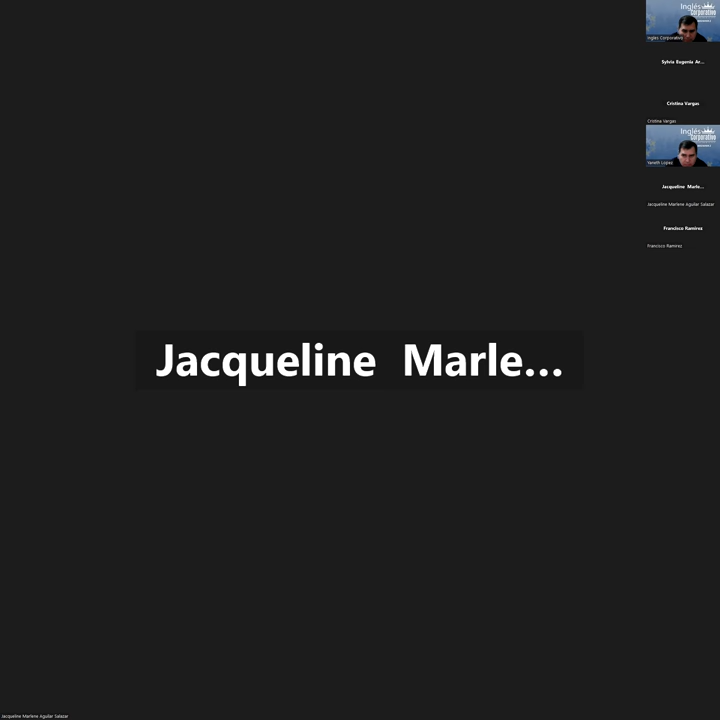 Inglés
Corporativo
Ingles Corporativo
Sylvia Eugenia Ar...
Cristina Vargas
Cristina Vargas
Inglés
Corporativo
Yaneth Lopez
Jacqueline Marle...
Jacqueline Marlene Aguilar Salazar
Francisco Ramirez
Francisco Ramirez
Jacqueline Marle...
Jacqueline Marlene Aguilar Salazar